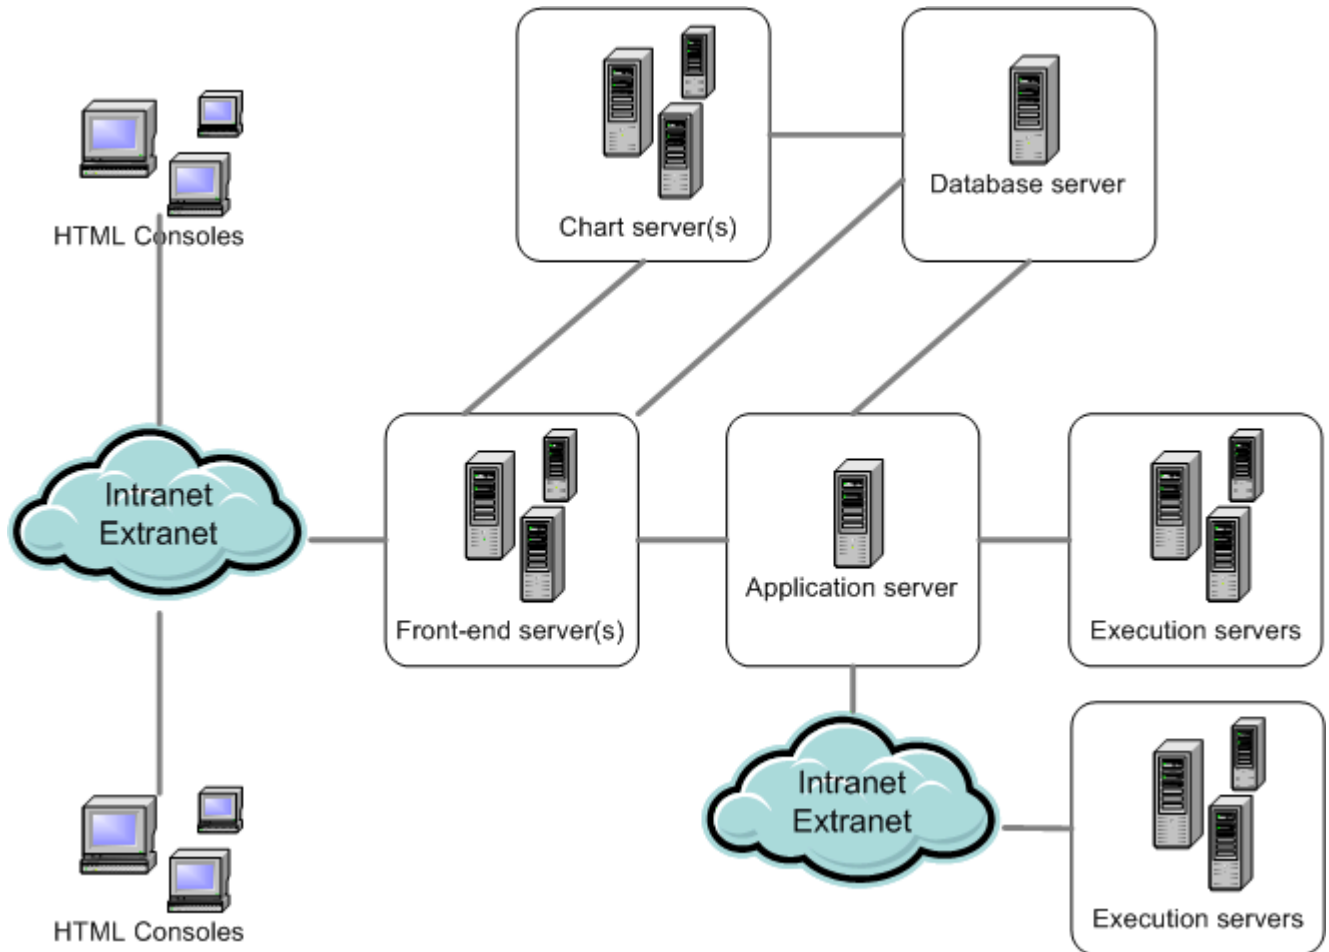 HTML Consoles
Chart server(s)
Database server
Intranet
Extranet
Front-end server(s)
Application server
Execution servers
Intranet
Extranet
HTML Consoles
Execution servers